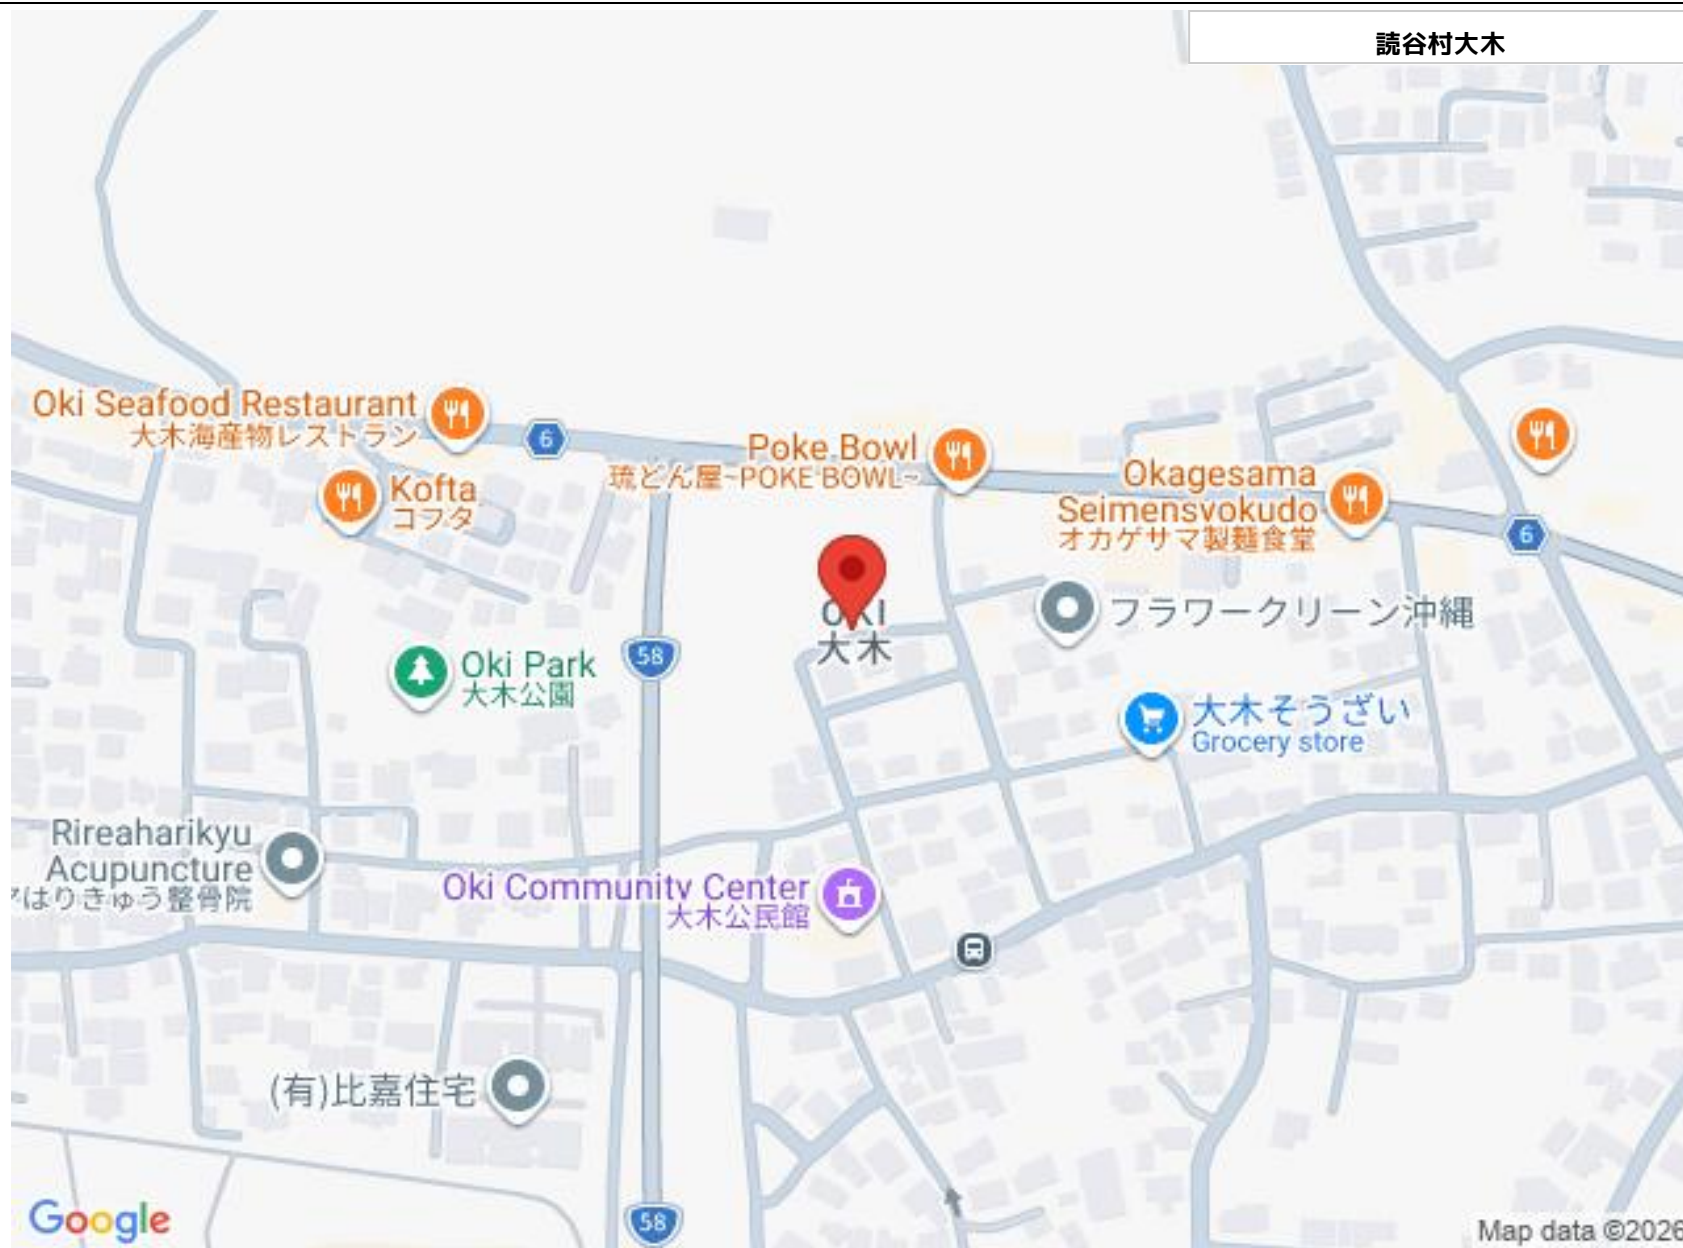 読谷村大木
Oki Seafood Restaurant
大木海産物レストラン
6
Poke Bowl
琉どん屋~POKE BOWL~
Kofta
コフタ
Okagesama
Seimensyokudo
オカゲサマ製麺食堂
6
OKI
大木
フラワークリーン沖縄
58
Oki Park
大木公園
大木そうざい
Grocery store
Rireaharikyu
Acupuncture
はりきゅう整骨院
Oki Community Center
大木公民館
(有)比嘉住宅
58
Google
Map data ©2026